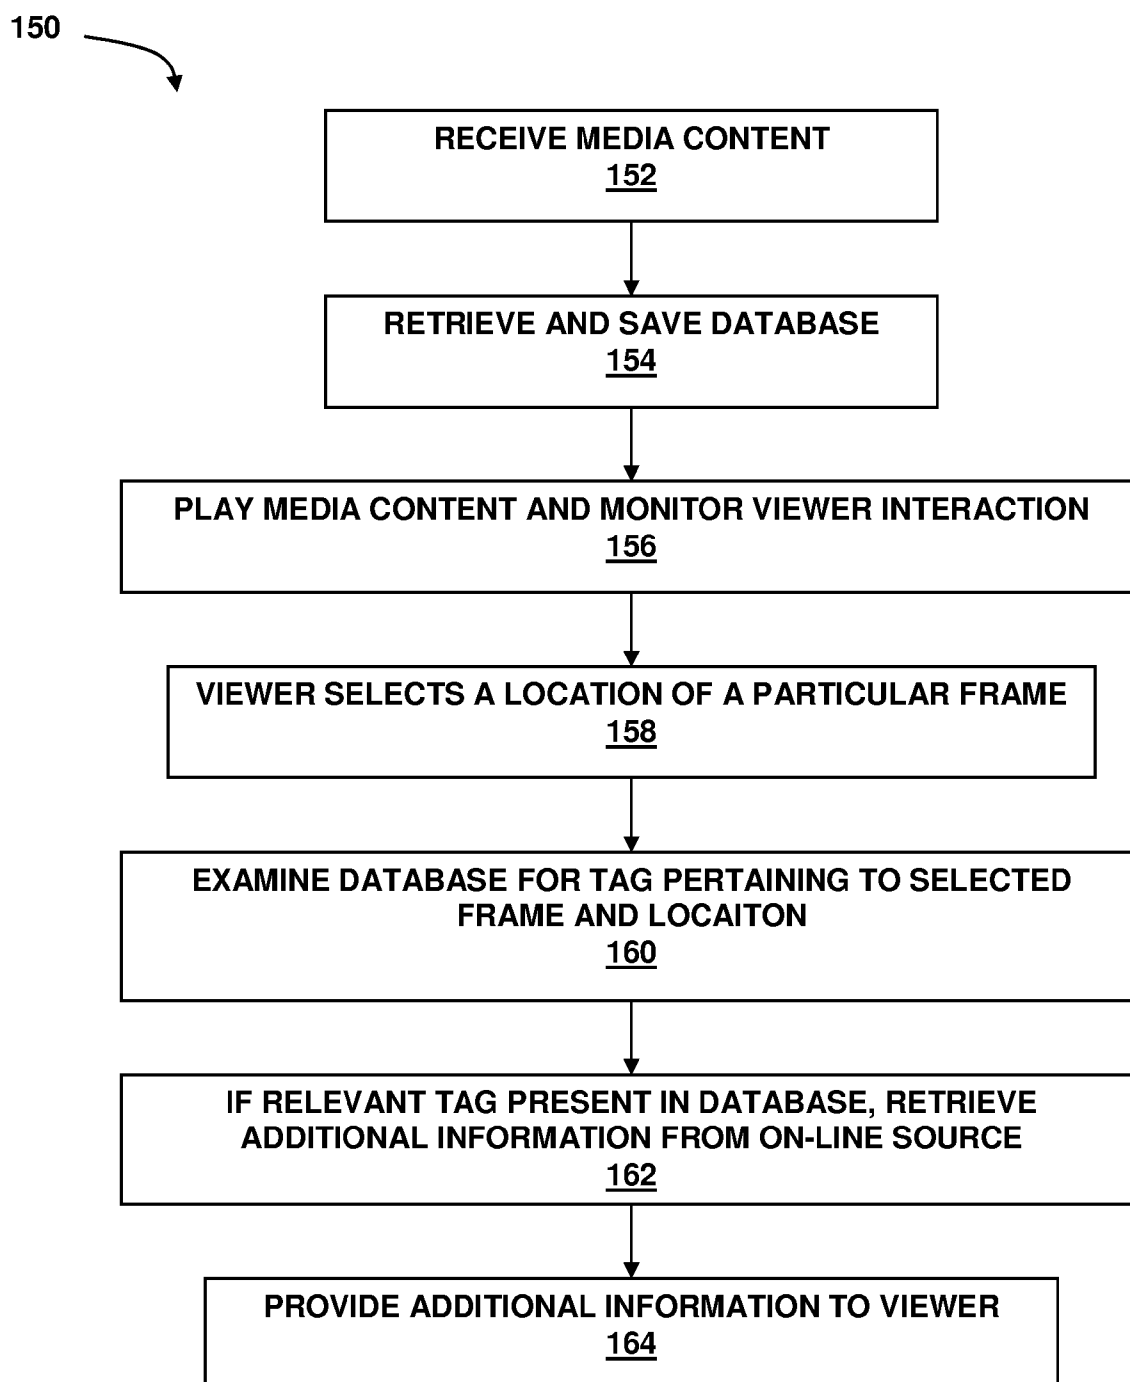 150
RECEIVE MEDIA CONTENT
152
RETRIEVE AND SAVE DATABASE
154
PLAY MEDIA CONTENT AND MONITOR VIEWER INTERACTION
156
VIEWER SELECTS A LOCATION OF A PARTICULAR FRAME
158
EXAMINE DATABASE FOR TAG PERTAINING TO SELECTED
FRAME AND LOCAITON
160
IF RELEVANT TAG PRESENT IN DATABASE, RETRIEVE
ADDITIONAL INFORMATION FROM ON-LINE SOURCE
162
PROVIDE ADDITIONAL INFORMATION TO VIEWER
164